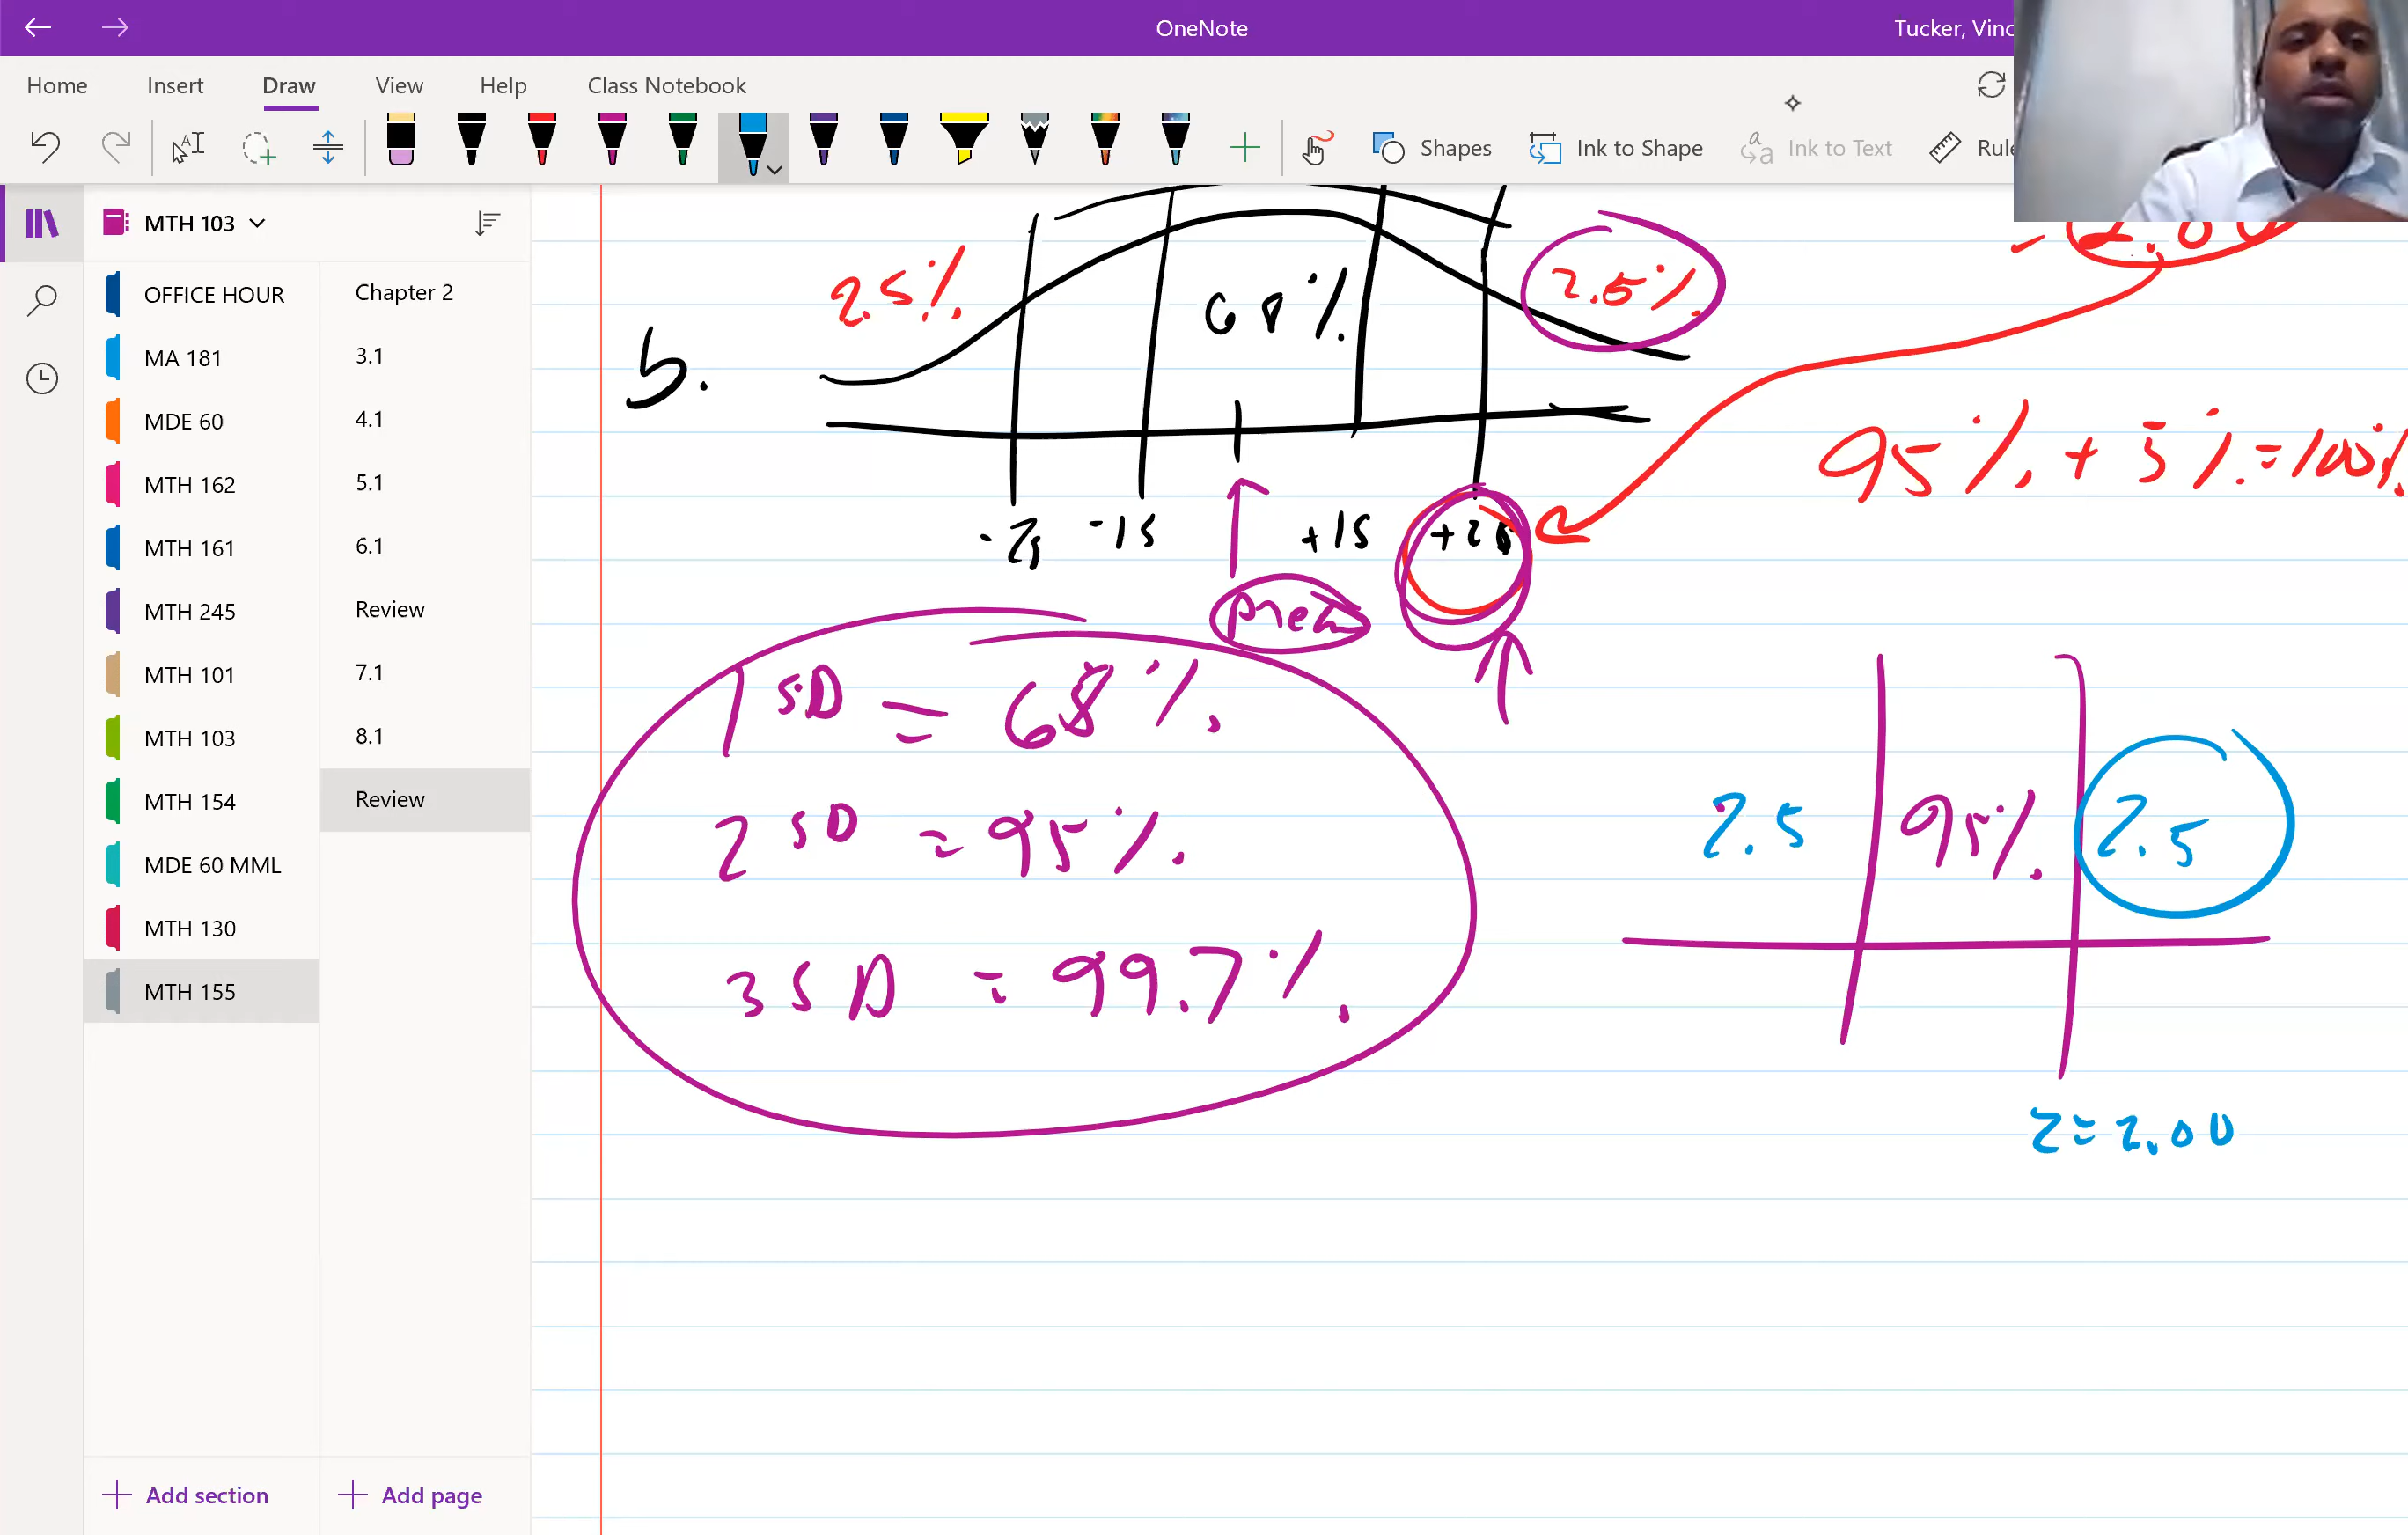 OneNote
Tucker, Vinc
Home Insert Draw View Help Class Notebook
Shapes Ink to Shape Ink to Text Rule
MTH 103
OFFICE HOUR
MA 181
MDE 60
MTH 162
MTH 161
MTH 245
MTH 101
MTH 103
MTH 154
MDE 60 MML
MTH 130
MTH 155
Add section
Chapter 2
3.1
4.1
5.1
6.1
Review
7.1
8.1
Review
Add page
2.5%
68%
2.5%
b.
-2s -1s +1s
95% + 5% = 100%
1 SD = 68%.
2 SD = 95%.
3 SD = 99.7%.
2.5 95% 2.5
z = 2.00